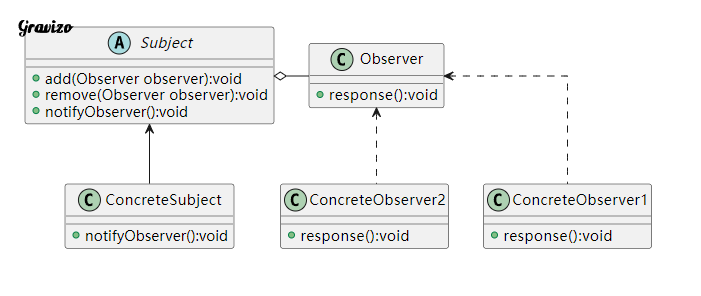 Gravizo
A Subject
add(Observer observer):void
remove(Observer observer):void
notifyObserver():void
C Observer
response():void
C ConcreteSubject
notifyObserver():void
C ConcreteObserver2
response():void
C ConcreteObserver1
response():void